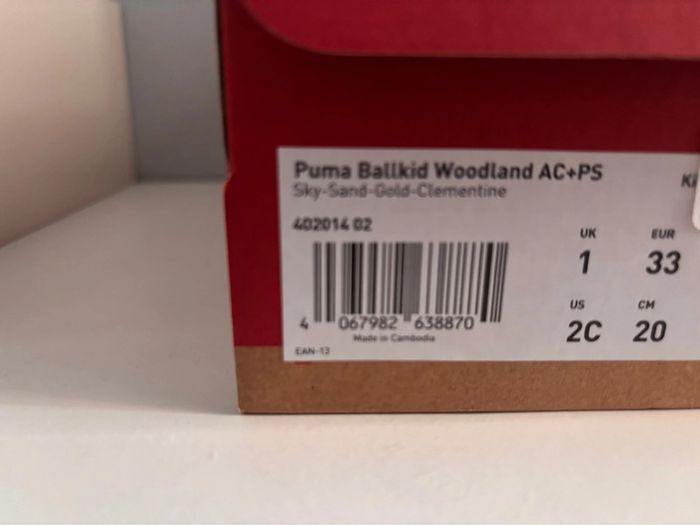 Puma Ballkid Woodland AC+PS
Sky-Sand-Gold-Clementine
Ki
402014 02
UK EUR
1 33
US CM
2C 20
4 067982 638870
Made in Cambodia
EAN-13